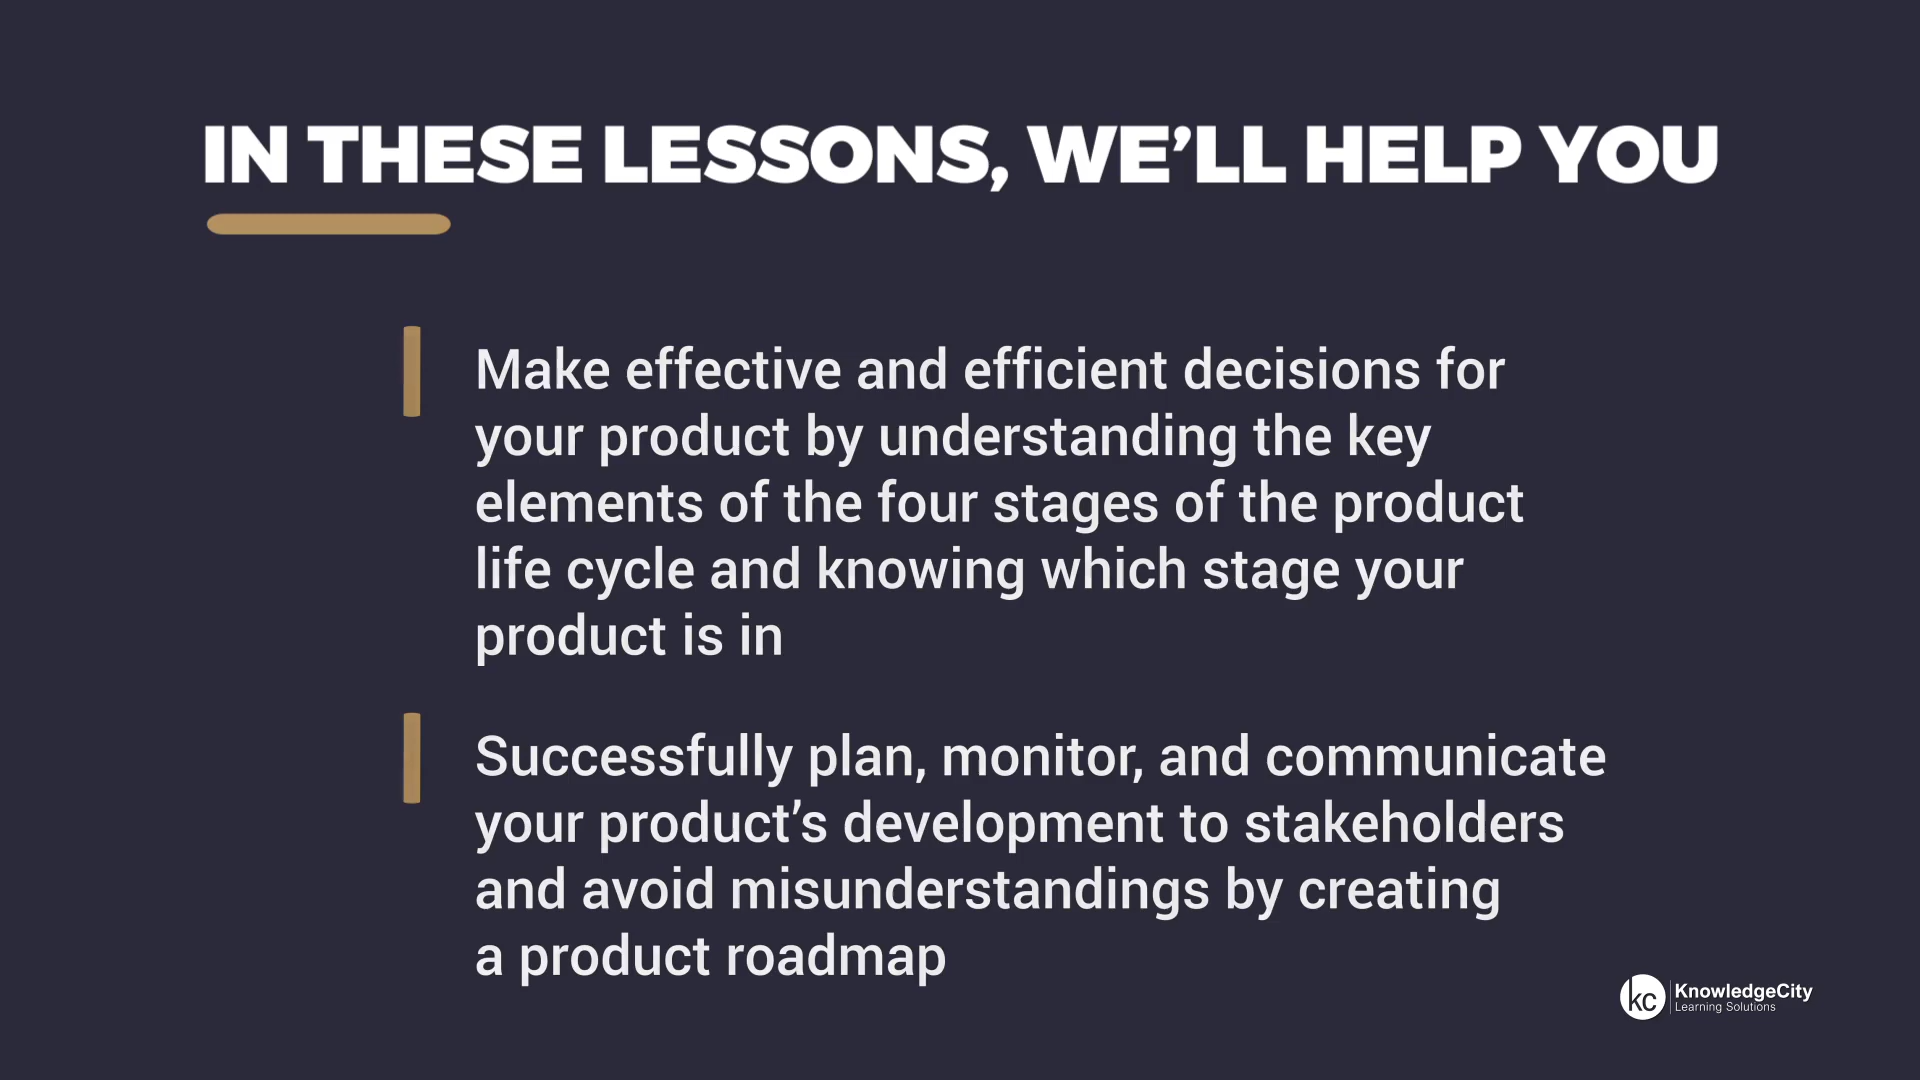 IN THESE LESSONS, WE’LL HELP YOU
Make effective and efficient decisions for
your product by understanding the key
elements of the four stages of the product
life cycle and knowing which stage your
product is in
Successfully plan, monitor, and communicate
your product’s development to stakeholders
and avoid misunderstandings by creating
a product roadmap
kc
KnowledgeCity
Learning Solutions